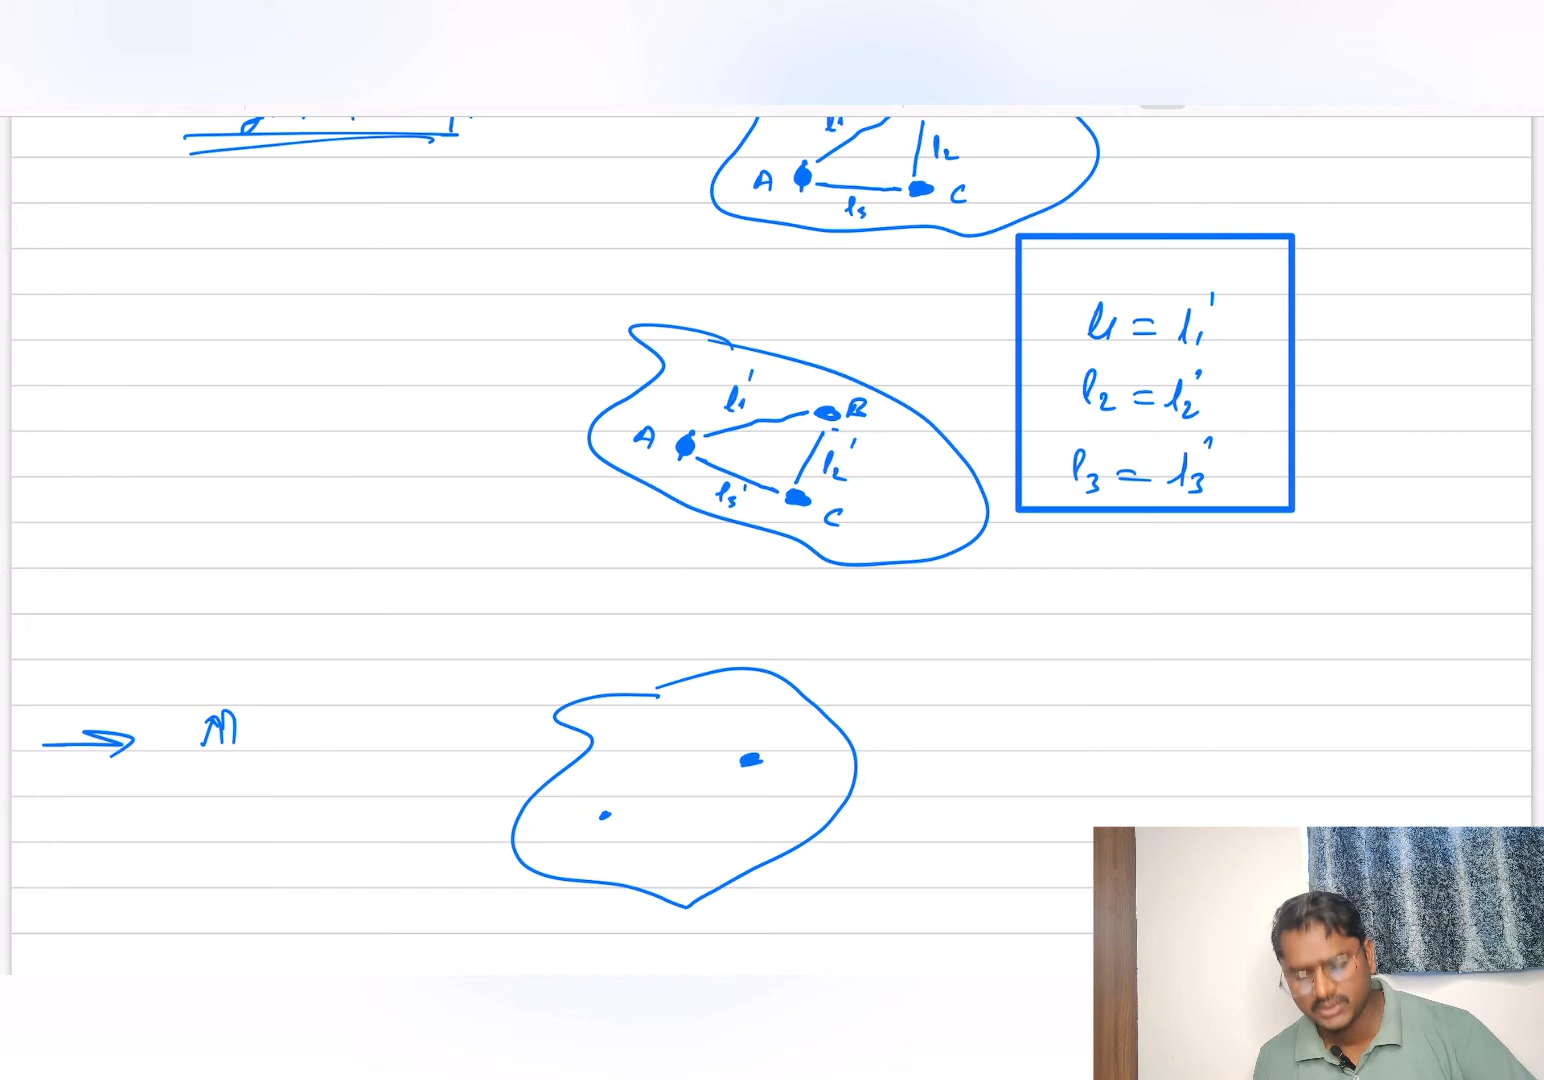 l1
l2
A
C
l3
l1 = l1'
l2 = l2'
l3 = l3'
l1'
A
B
l2'
l3'
C